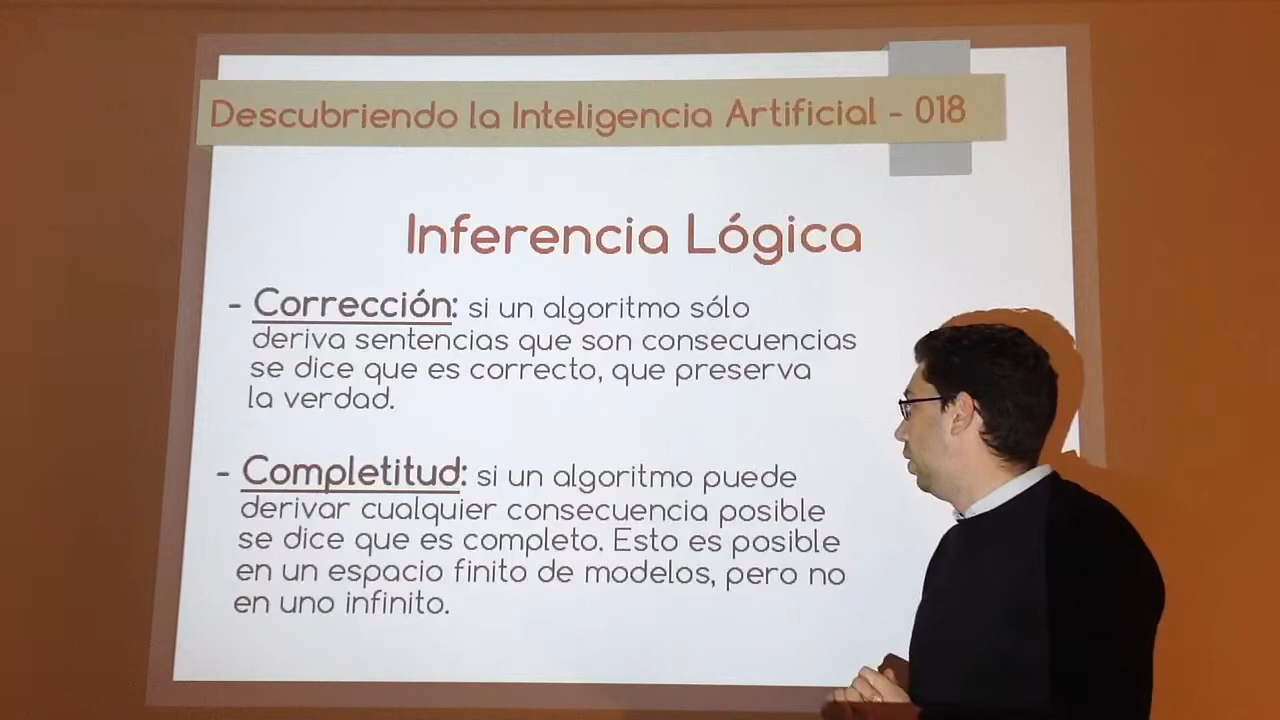 Descubriendo la Inteligencia Artificial - 018
Inferencia Lógica
- Corrección: si un algoritmo sólo
deriva sentencias que son consecuencias
se dice que es correcto, que preserva
la verdad.
- Completitud: si un algoritmo puede
derivar cualquier consecuencia posible
se dice que es completo. Esto es posible
en un espacio finito de modelos, pero no
en uno infinito.